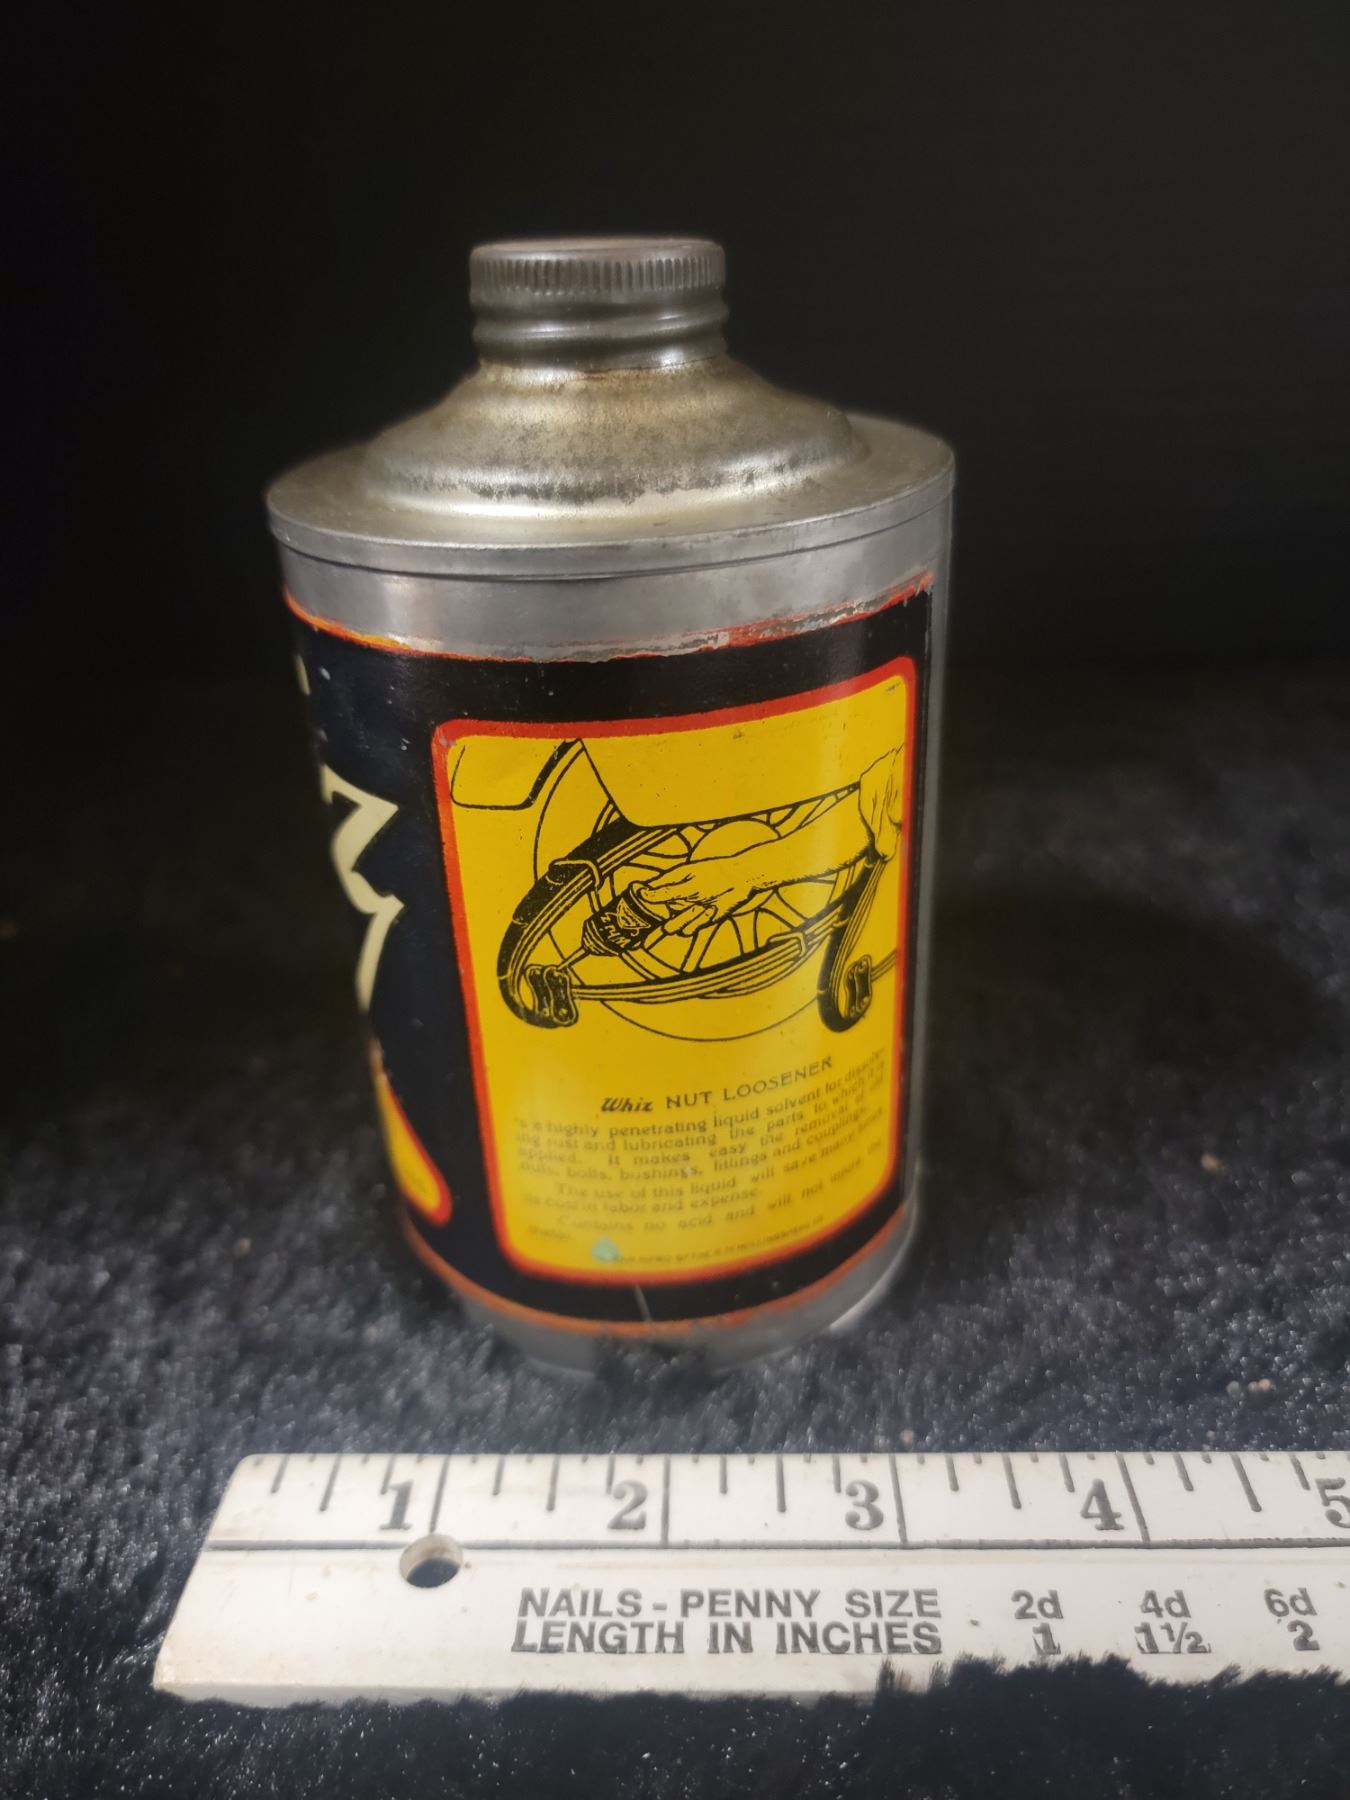 Whiz
Whiz NUT LOOSENER
is a highly penetrating liquid solvent for dissolv-
ing rust and lubricating the parts to which it is
applied. It makes easy the removal of old
nuts, bolts, bushings, fittings and couplings.
The use of this liquid will save many times
its cost in labor and expense.
Contains no acid and will not injure the
1 2 3 4 5
NAILS - PENNY SIZE 2d 4d 6d
LENGTH IN INCHES 1 1½ 2